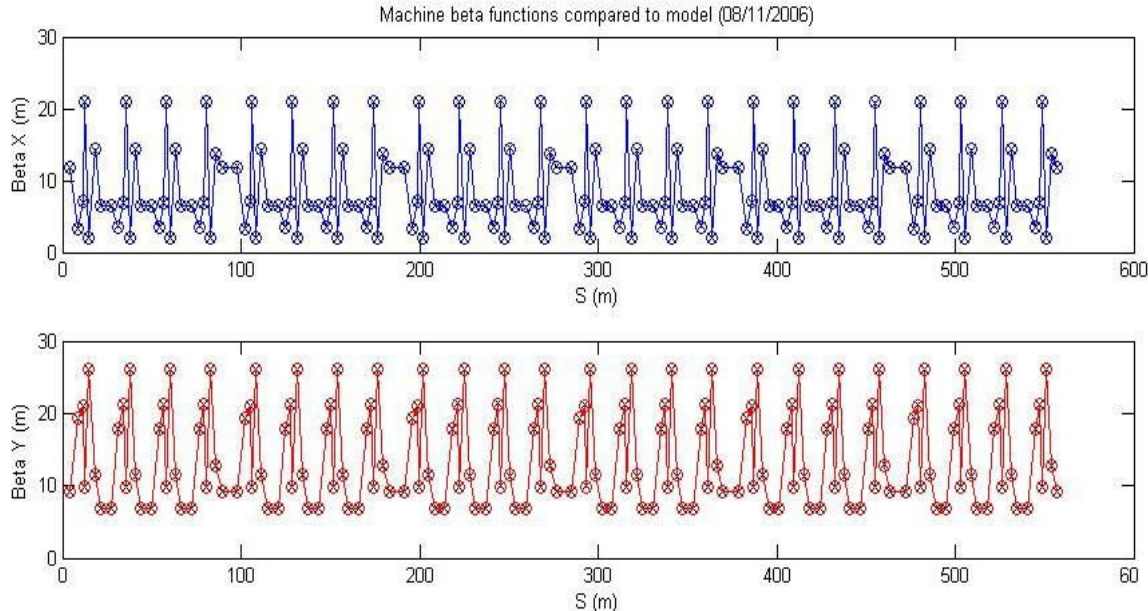 Machine beta functions compared to model (08/11/2006)
30
20
10
0
Beta X (m)
0 100 200 300 400 500 600
S (m)
30
20
10
0
Beta Y (m)
0 100 200 300 400 500 60
S (m)